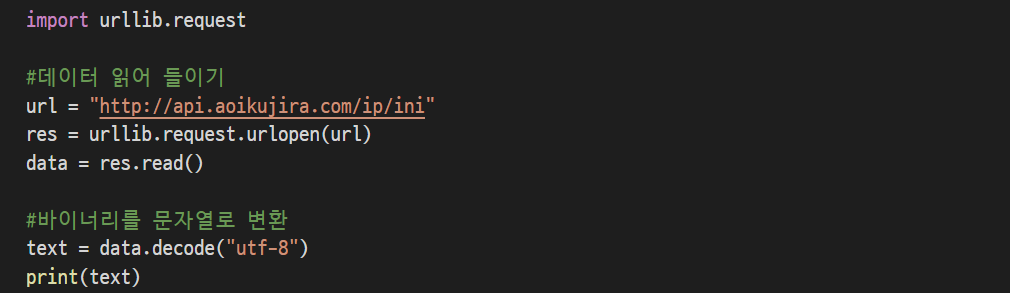 import urllib.request
#데이터 읽어 들이기
url = "http://api.aoikujira.com/ip/ini"
res = urllib.request.urlopen(url)
data = res.read()
#바이너리를 문자열로 변환
text = data.decode("utf-8")
print(text)